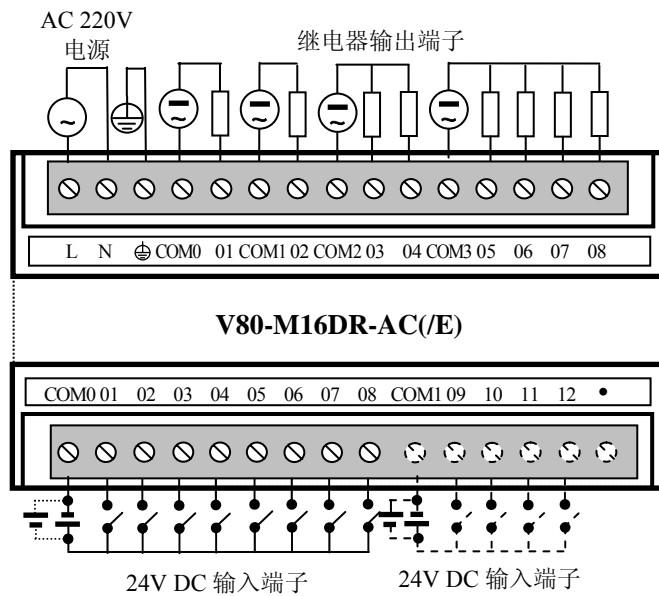 AC 220V
电源
继电器输出端子
~ ~ ~ ~ ~
L N COM0 01 COM1 02 COM2 03 04 COM3 05 06 07 08
V80-M16DR-AC(/E)
COM0 01 02 03 04 05 06 07 08 COM1 09 10 11 12 •
24V DC 输入端子
24V DC 输入端子